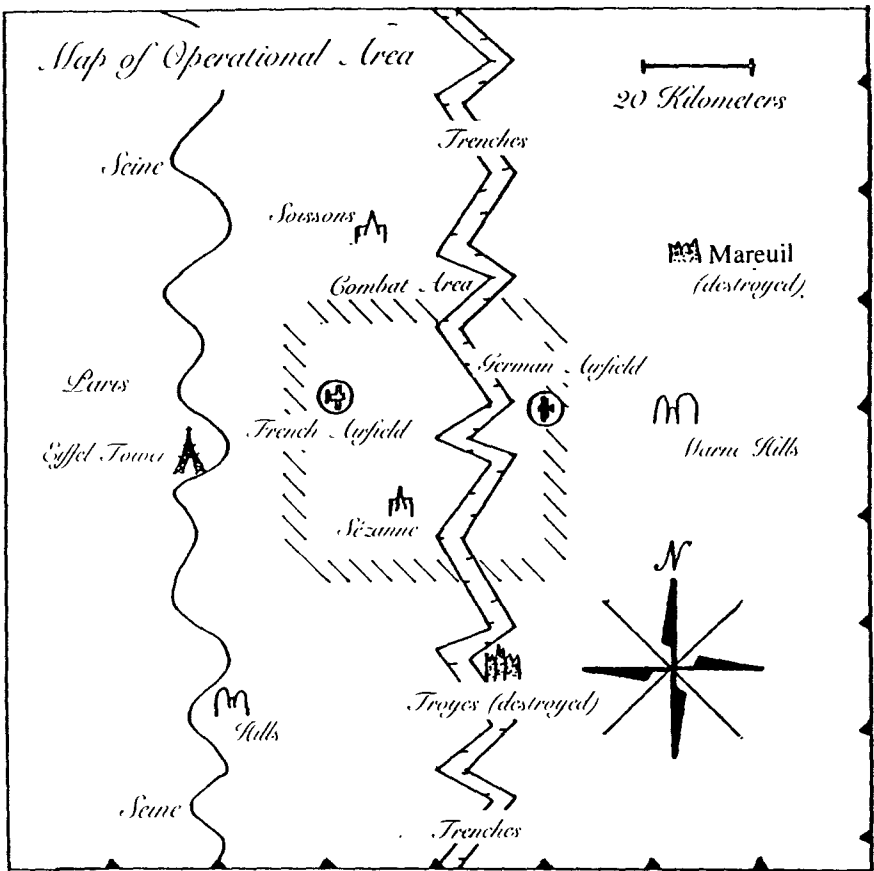 Map of Operational Area
20 Kilometers
Trenches
Seine
Soissons
Mareuil
(destroyed)
Combat Area
German Airfield
Paris
French Airfield
Eiffel Tower
Marne Hills
Sézanne
N
Troyes (destroyed)
Hills
Seine
Trenches